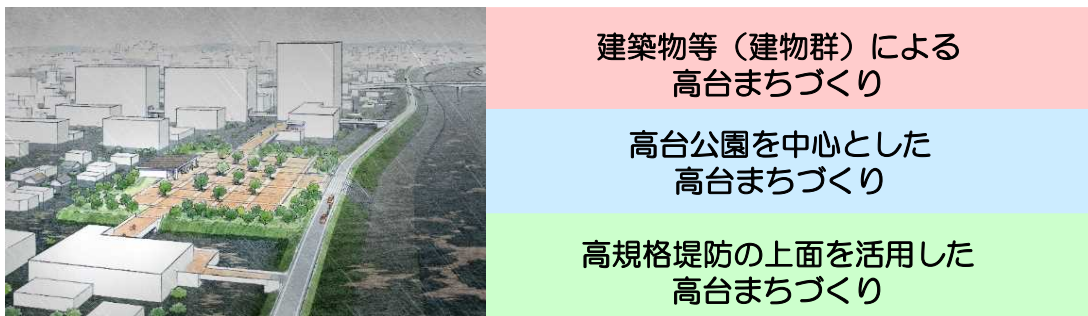 建築物等（建物群）による
高台まちづくり
高台公園を中心とした
高台まちづくり
高規格堤防の上面を活用した
高台まちづくり